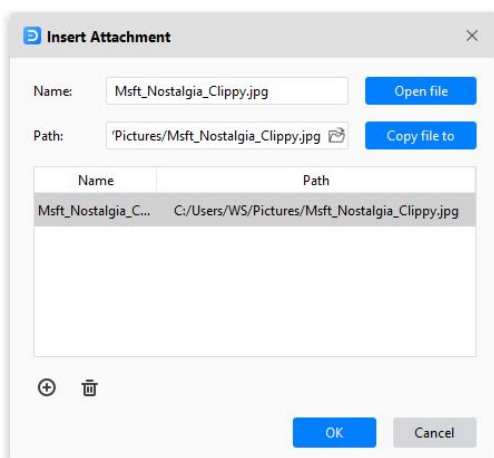 Insert Attachment
Name: Msft_Nostalgia_Clippy.jpg Open file
Path: 'Pictures/Msft_Nostalgia_Clippy.jpg Copy file to
Name Path
Msft_Nostalgia_C... C:/Users/WS/Pictures/Msft_Nostalgia_Clippy.jpg
OK Cancel